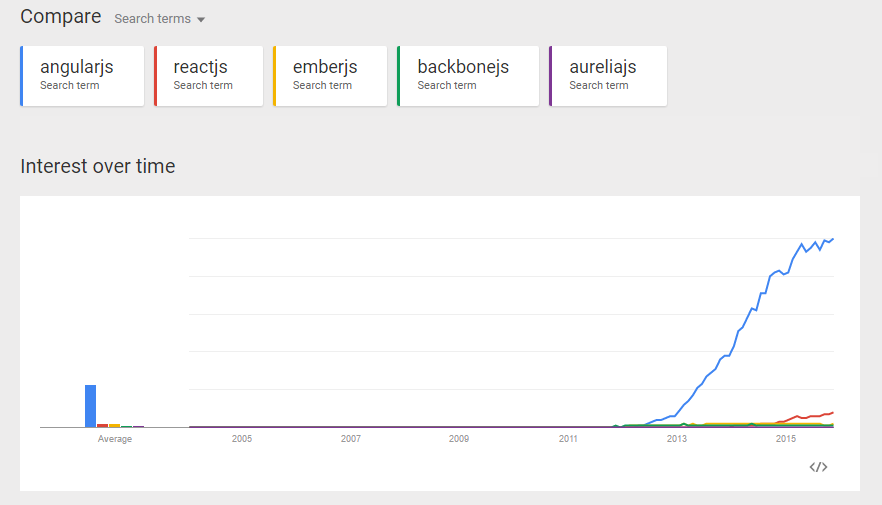 Compare Search terms
angularjs reactjs emberjs backbonejs aureliajs
Search term Search term Search term Search term Search term
Interest over time
Average 2005 2007 2009 2011 2013 2015
</>